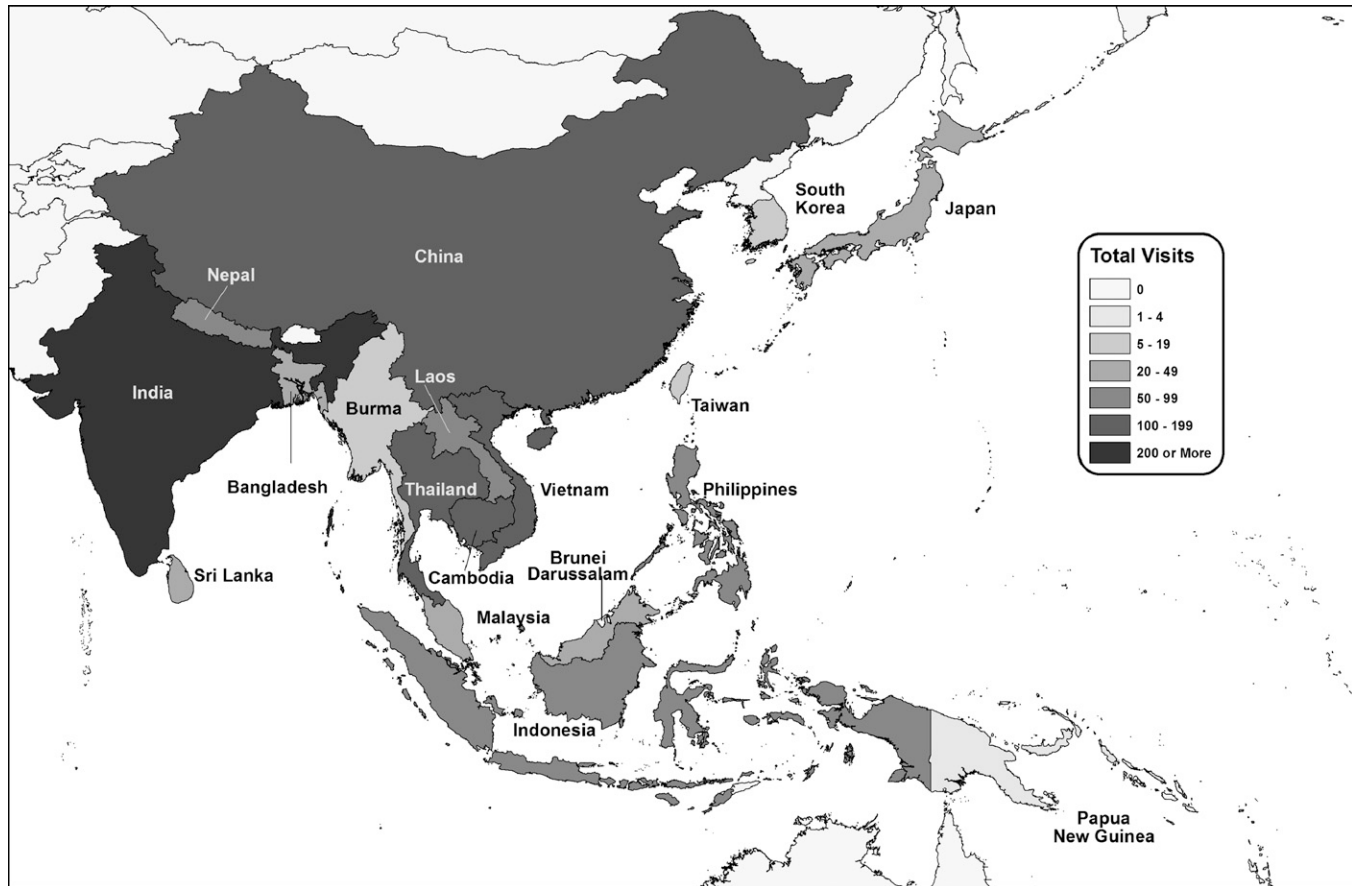 South
Korea
Japan
China
Nepal
India
Laos
Burma
Taiwan
Bangladesh
Thailand
Vietnam
Philippines
Sri Lanka
Cambodia
Brunei
Darussalam
Malaysia
Indonesia
Papua
New Guinea
Total Visits
0
1 - 4
5 - 19
20 - 49
50 - 99
100 - 199
200 or More